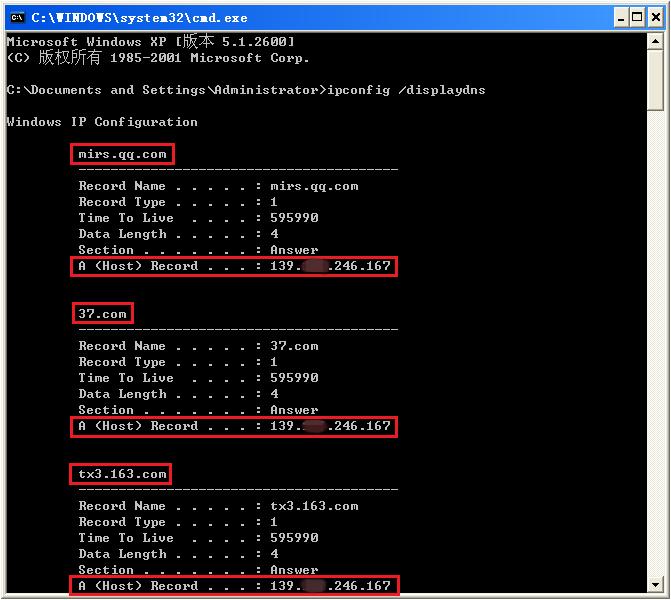 C:\WINDOWS\system32\cmd.exe
Microsoft Windows XP [版本 5.1.2600]
(C) 版权所有 1985-2001 Microsoft Corp.
C:\Documents and Settings\Administrator>ipconfig /displaydns
Windows IP Configuration
mirs.qq.com
----------------------------------------
Record Name . . . . . : mirs.qq.com
Record Type . . . . . : 1
Time To Live  . . . . : 595990
Data Length . . . . . : 4
Section . . . . . . . : Answer
A (Host) Record . . . : 139. .246.167
37.com
----------------------------------------
Record Name . . . . . : 37.com
Record Type . . . . . : 1
Time To Live  . . . . : 595990
Data Length . . . . . : 4
Section . . . . . . . : Answer
A (Host) Record . . . : 139. .246.167
tx3.163.com
----------------------------------------
Record Name . . . . . : tx3.163.com
Record Type . . . . . : 1
Time To Live  . . . . : 595990
Data Length . . . . . : 4
Section . . . . . . . : Answer
A (Host) Record . . . : 139. .246.167